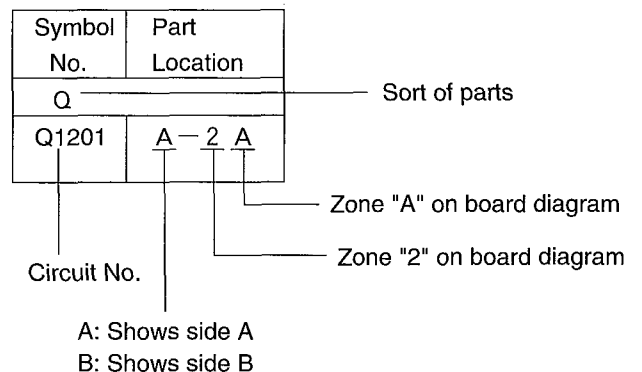 Symbol Part
No. Location
Q
Sort of parts
Q1201 A - 2 A
Zone "A" on board diagram
Zone "2" on board diagram
Circuit No.
A: Shows side A
B: Shows side B